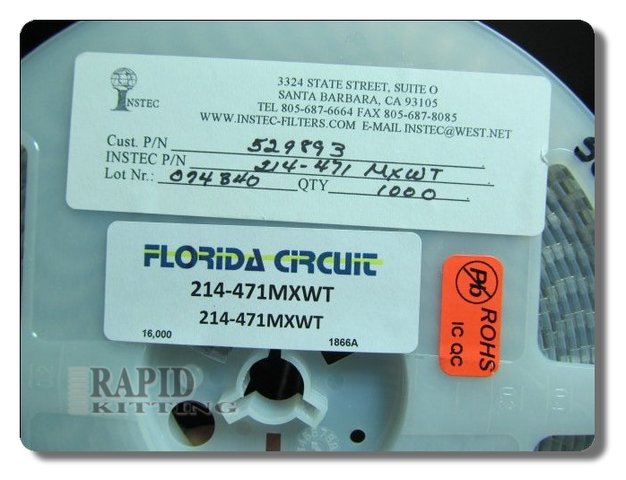 INSTEC
3324 STATE STREET, SUITE O
SANTA BARBARA, CA 93105
TEL 805-687-6664 FAX 805-687-8085
WWW.INSTEC-FILTERS.COM E-MAIL INSTEC@WEST.NET
Cust. P/N 529893
INSTEC P/N 214-471 MXWT
Lot Nr.: 074840 QTY 1000
FLORIDA CIRCUIT
214-471MXWT
214-471MXWT
16,000 1866A
Pb
ROHS
IC QC
RAPID
KITTING